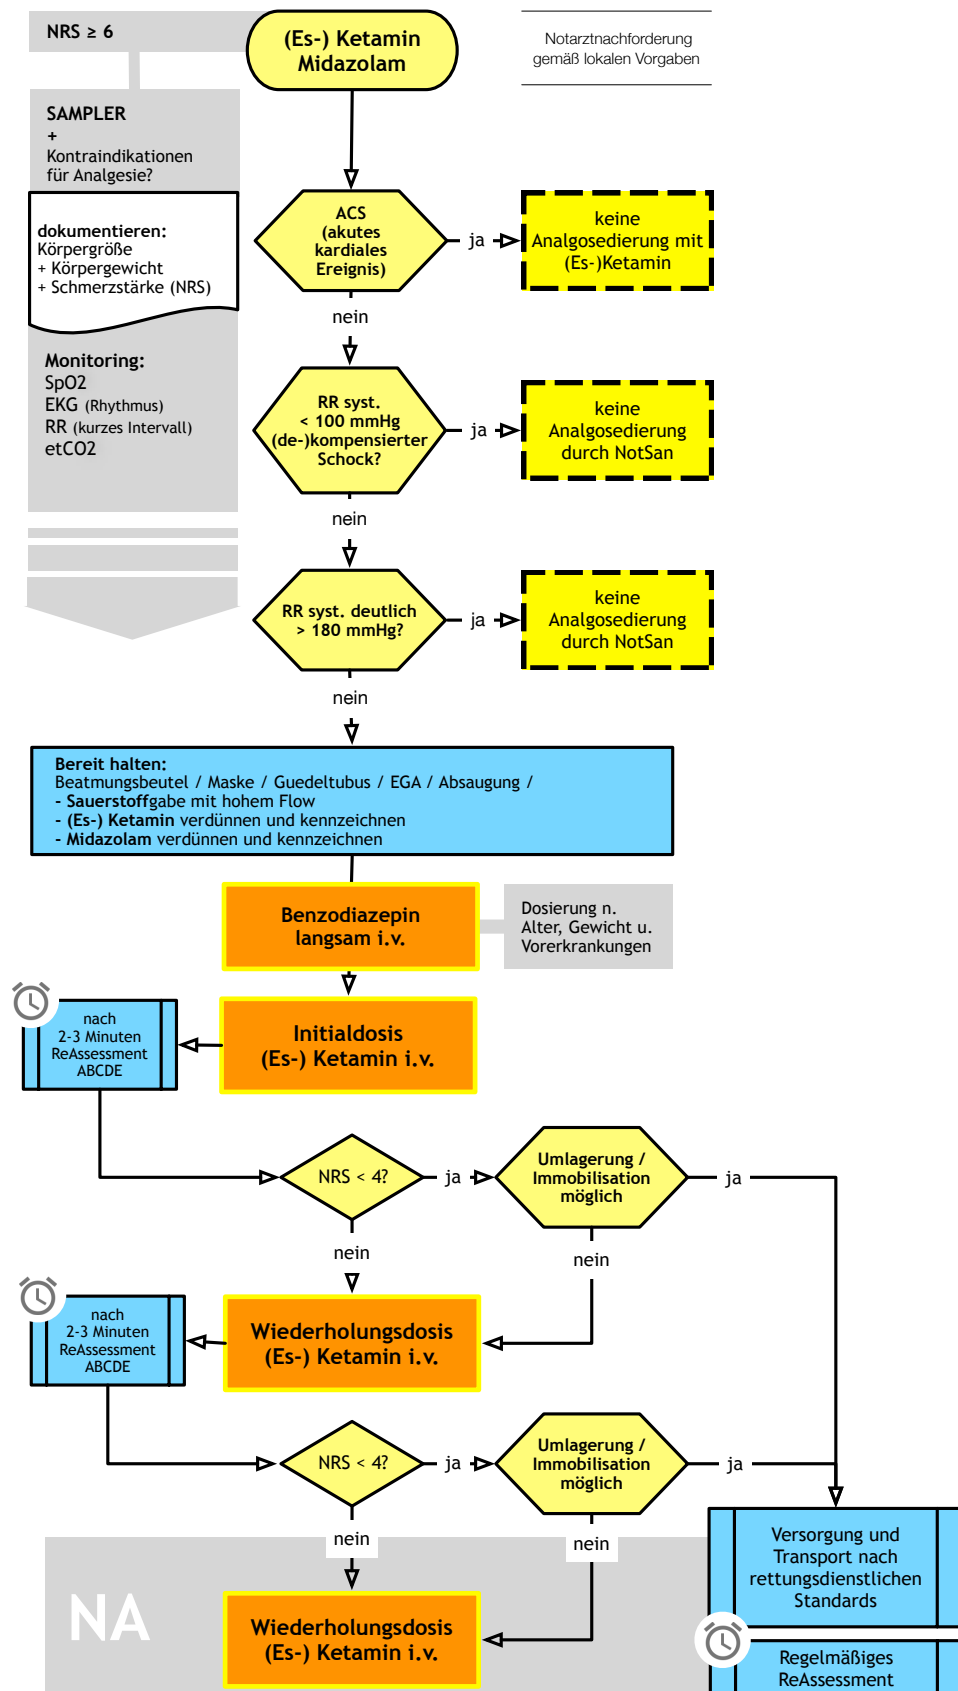 NRS ≥ 6
(Es-) Ketamin
Midazolam
Notarztnachforderung
gemäß lokalen Vorgaben
SAMPLER
+
Kontraindikationen
für Analgesie?
dokumentieren:
Körpergröße
+ Körpergewicht
+ Schmerzstärke (NRS)
Monitoring:
SpO2
EKG (Rhythmus)
RR (kurzes Intervall)
etCO2
ACS
(akutes
kardiales
Ereignis)
ja
keine
Analgosedierung mit
(Es-)Ketamin
nein
RR syst.
< 100 mmHg
(de-)kompensierter
Schock?
ja
keine
Analgosedierung
durch NotSan
nein
RR syst. deutlich
> 180 mmHg?
ja
keine
Analgosedierung
durch NotSan
nein
Bereit halten:
Beatmungsbeutel / Maske / Guedeltubus / EGA / Absaugung /
- Sauerstoffgabe mit hohem Flow
- (Es-) Ketamin verdünnen und kennzeichnen
- Midazolam verdünnen und kennzeichnen
Benzodiazepin
langsam i.v.
Dosierung n.
Alter, Gewicht u.
Vorerkrankungen
Initialdosis
(Es-) Ketamin i.v.
nach
2-3 Minuten
ReAssessment
ABCDE
NRS < 4?
ja
Umlagerung /
Immobilisation
möglich
ja
nein
nein
Wiederholungsdosis
(Es-) Ketamin i.v.
nach
2-3 Minuten
ReAssessment
ABCDE
NRS < 4?
ja
Umlagerung /
Immobilisation
möglich
ja
nein
nein
NA
Wiederholungsdosis
(Es-) Ketamin i.v.
Versorgung und
Transport nach
rettungsdienstlichen
Standards
Regelmäßiges
ReAssessment